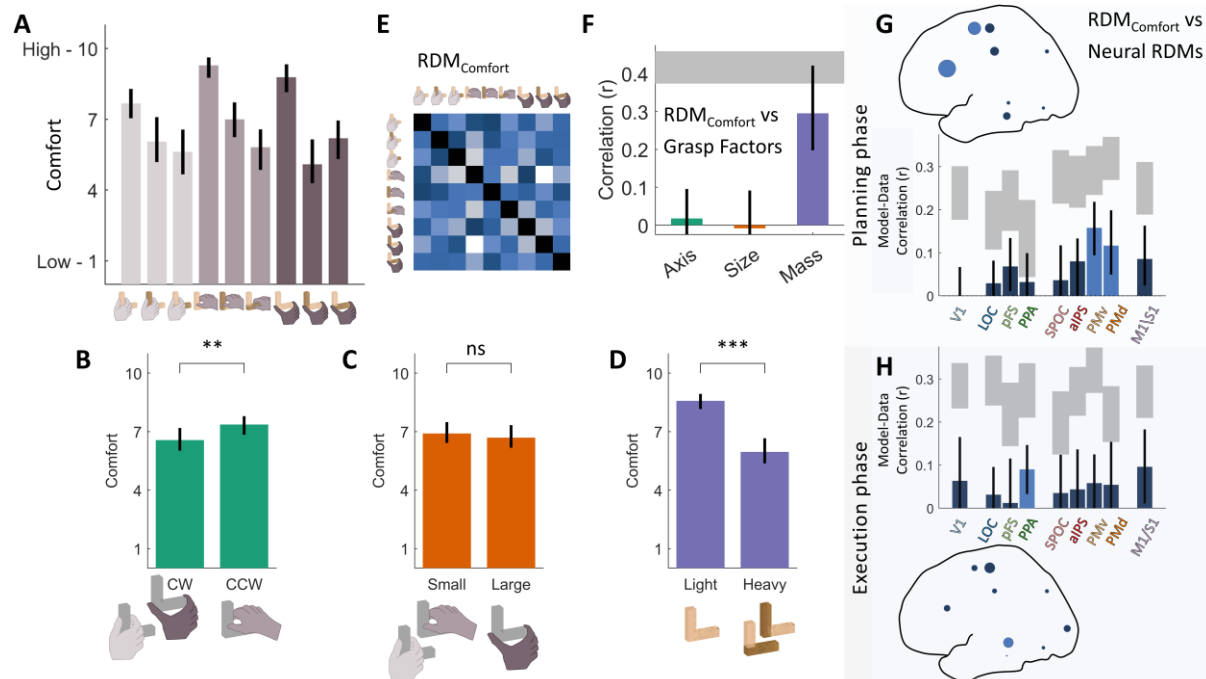 A
High - 10
7
4
Low - 1
Comfort
B
**
10
7
4
1
Comfort
CW
CCW
C
ns
10
7
4
1
Comfort
Small
Large
D
***
10
7
4
1
Comfort
Light
Heavy
E
RDMComfort
F
Correlation (r)
0.4
0.3
0.2
0.1
0
RDMComfort vs
Grasp Factors
Axis
Size
Mass
G
RDMComfort vs
Neural RDMs
Planning phase
Model-Data
Correlation (r)
0.3
0.2
0.1
0
V1
LOC
pFS
PPA
SPOC
aIPS
PMv
PMd
M1\S1
H
Execution phase
Model-Data
Correlation (r)
0.3
0.2
0.1
0
V1
LOC
pFS
PPA
SPOC
aIPS
PMv
PMd
M1/S1